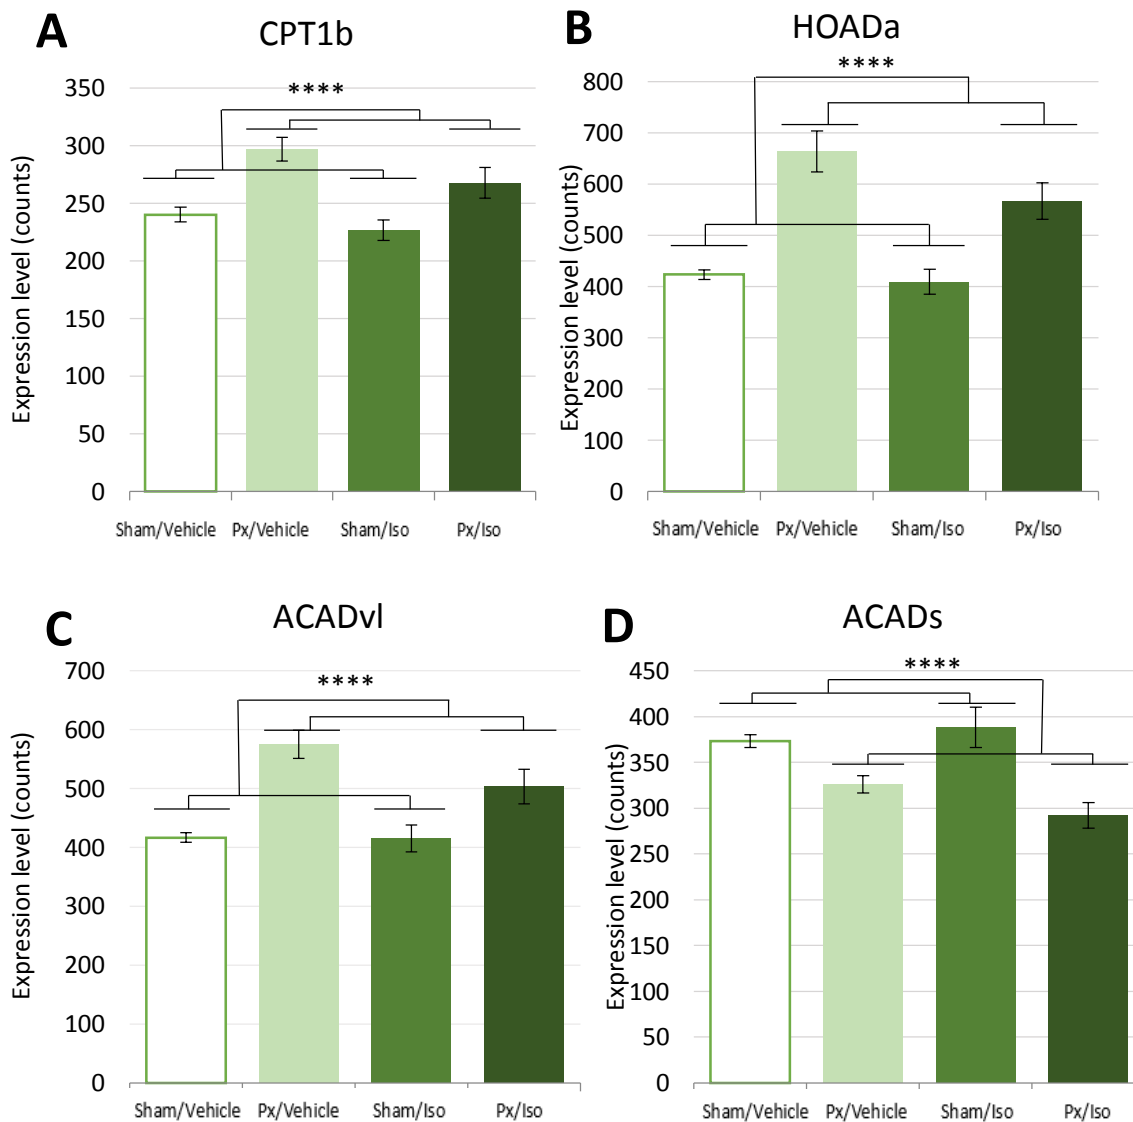 A
CPT1b
Expression level (counts)
350
300
250
200
150
100
50
0
****
Sham/Vehicle Px/Vehicle Sham/Iso Px/Iso
B
HOADa
Expression level (counts)
800
700
600
500
400
300
200
100
0
****
Sham/Vehicle Px/Vehicle Sham/Iso Px/Iso
C
ACADvl
Expression level (counts)
700
600
500
400
300
200
100
0
****
Sham/Vehicle Px/Vehicle Sham/Iso Px/Iso
D
ACADs
Expression level (counts)
450
400
350
300
250
200
150
100
50
0
****
Sham/Vehicle Px/Vehicle Sham/Iso Px/Iso